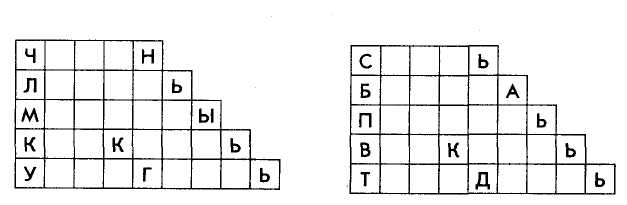 Ч Н
Л Ь
М Ы
К К Ь
У Г Ь
С Ь
Б А
П Ь
В К Ь
Т Д Ь